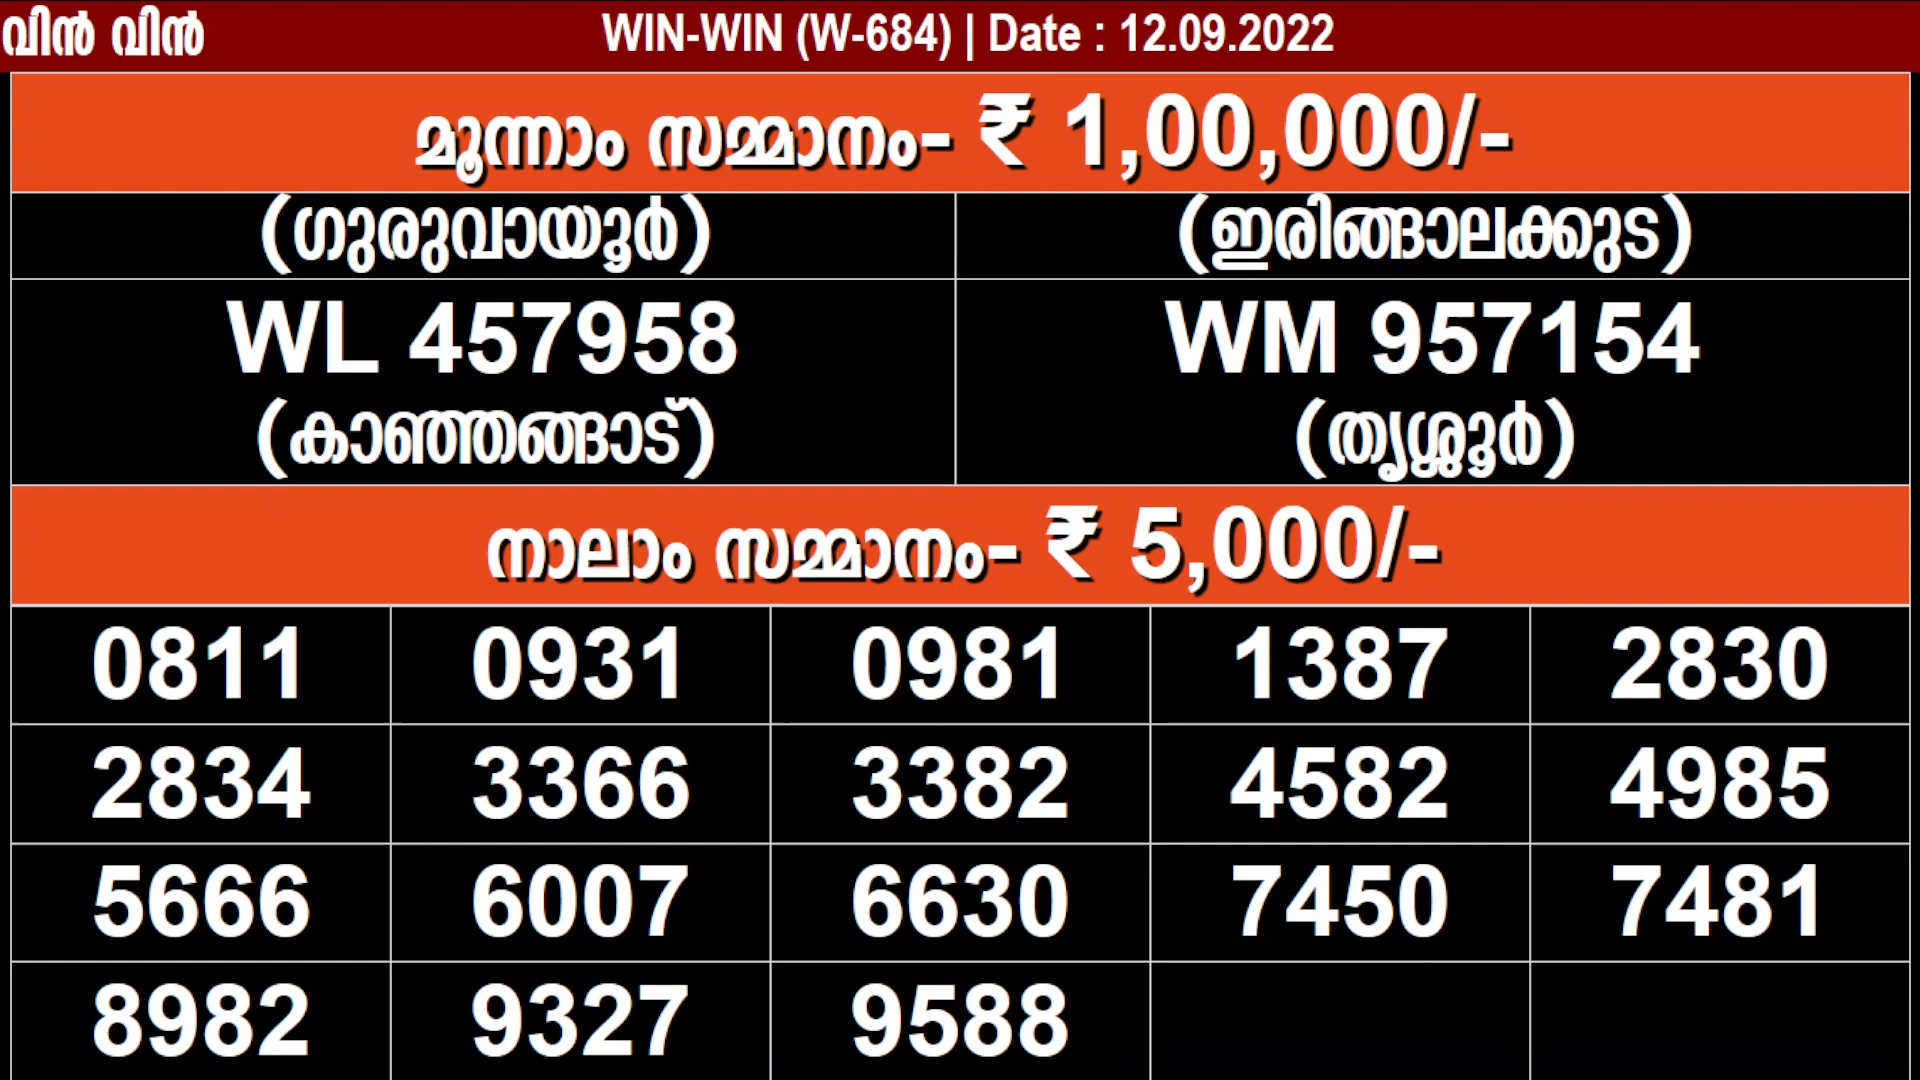 വിൻ വിൻ
WIN-WIN (W-684) | Date : 12.09.2022
മൂന്നാം സമ്മാനം- ₹ 1,00,000/-
(ഗുരുവായൂർ) (ഇരിങ്ങാലക്കുട)
WL 457958 WM 957154
(കാഞ്ഞങ്ങാട്) (തൃശ്ശൂർ)
നാലാം സമ്മാനം- ₹ 5,000/-
0811 0931 0981 1387 2830
2834 3366 3382 4582 4985
5666 6007 6630 7450 7481
8982 9327 9588